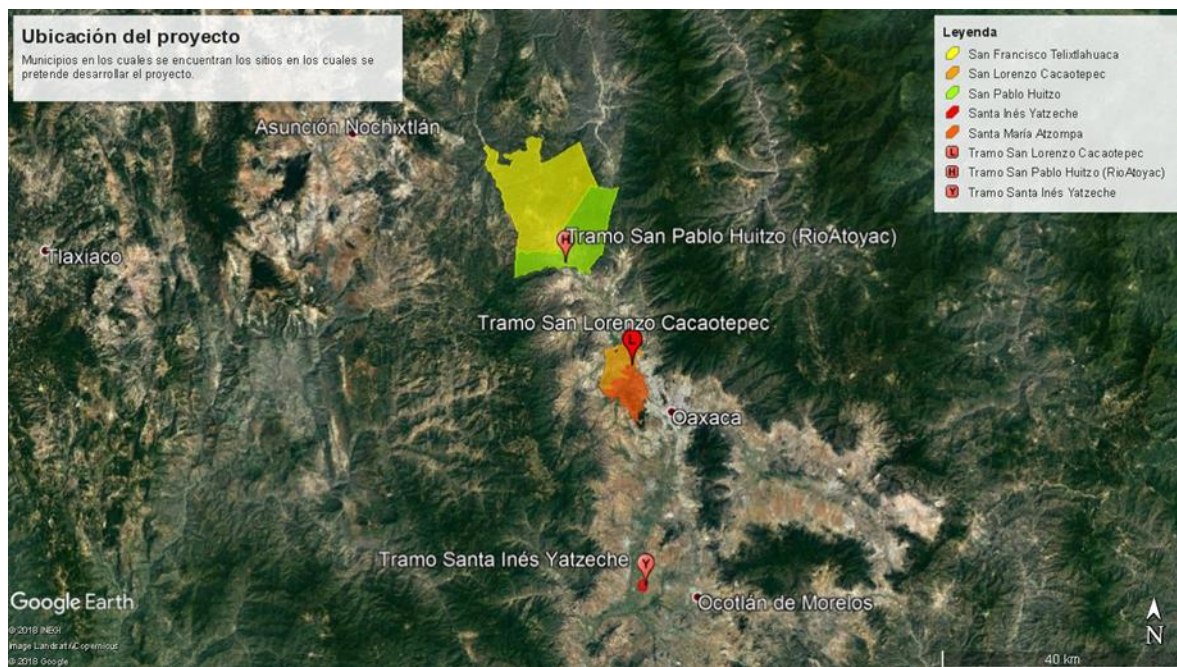 Ubicación del proyecto
Municipios en los cuales se encuentran los sitios en los cuales se
pretende desarrollar el proyecto.
Leyenda
San Francisco Telixtlahuaca
San Lorenzo Cacaotepec
San Pablo Huitzo
Santa Inés Yatzeche
Santa María Atzompa
L Tramo San Lorenzo Cacaotepec
H Tramo San Pablo Huitzo (RioAtoyac)
Y Tramo Santa Inés Yatzeche
Asunción Nochixtlán
Tlaxiaco
H
Tramo San Pablo Huitzo (RioAtoyac)
Tramo San Lorenzo Cacaotepec
L
Oaxaca
Tramo Santa Inés Yatzeche
Y
Ocotlán de Morelos
Google Earth
© 2018 INEGI
Image Landsat / Copernicus
© 2018 Google
N
40 km